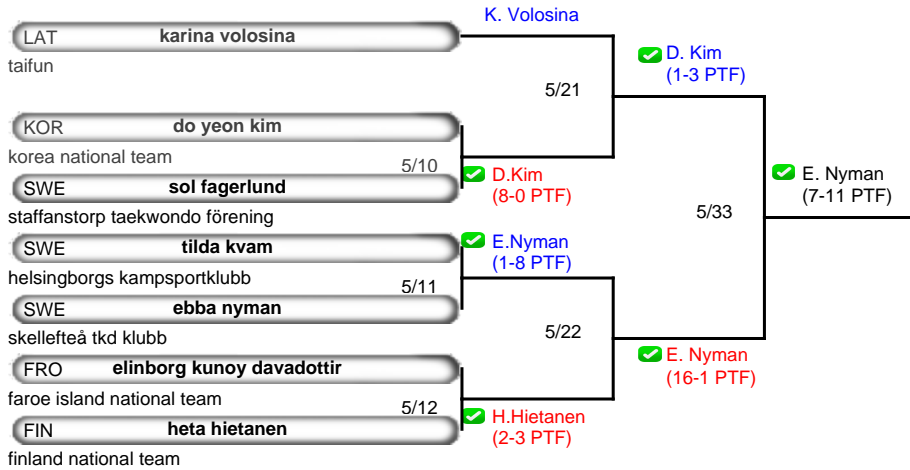 K. Volosina
LAT karina volosina
taifun
D. Kim
(1-3 PTF)
5/21
KOR do yeon kim
korea national team
5/10
D.Kim
(8-0 PTF)
SWE sol fagerlund
staffanstorp taekwondo förening
E. Nyman
(7-11 PTF)
5/33
SWE tilda kvam
helsingborgs kampsportklubb
E.Nyman
(1-8 PTF)
5/11
SWE ebba nyman
skellefteå tkd klubb
5/22
E. Nyman
(16-1 PTF)
FRO elinborg kunoy davadottir
faroe island national team
5/12
H.Hietanen
(2-3 PTF)
FIN heta hietanen
finland national team